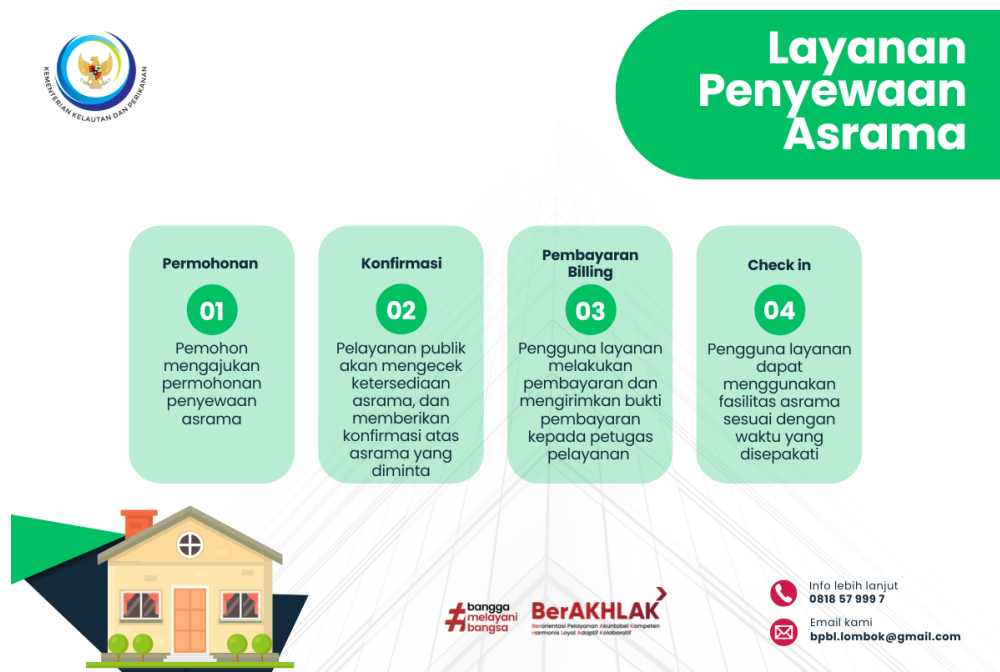 KEMENTERIAN KELAUTAN DAN PERIKANAN
Layanan
Penyewaan
Asrama
Permohonan
01
Pemohon
mengajukan
permohonan
penyewaan
asrama
Konfirmasi
02
Pelayanan publik
akan mengecek
ketersediaan
asrama, dan
memberikan
konfirmasi atas
asrama yang
diminta
Pembayaran
Billing
03
Pengguna layanan
melakukan
pembayaran dan
mengirimkan bukti
pembayaran
kepada petugas
pelayanan
Check in
04
Pengguna layanan
dapat
menggunakan
fasilitas asrama
sesuai dengan
waktu yang
disepakati
#bangga
melayani
bangsa
BerAKHLAK
Berorientasi Pelayanan Akuntabel Kompeten
Harmonis Loyal Adaptif Kolaboratif
Info lebih lanjut
0818 57 999 7
Email kami
bpbl.lombok@gmail.com